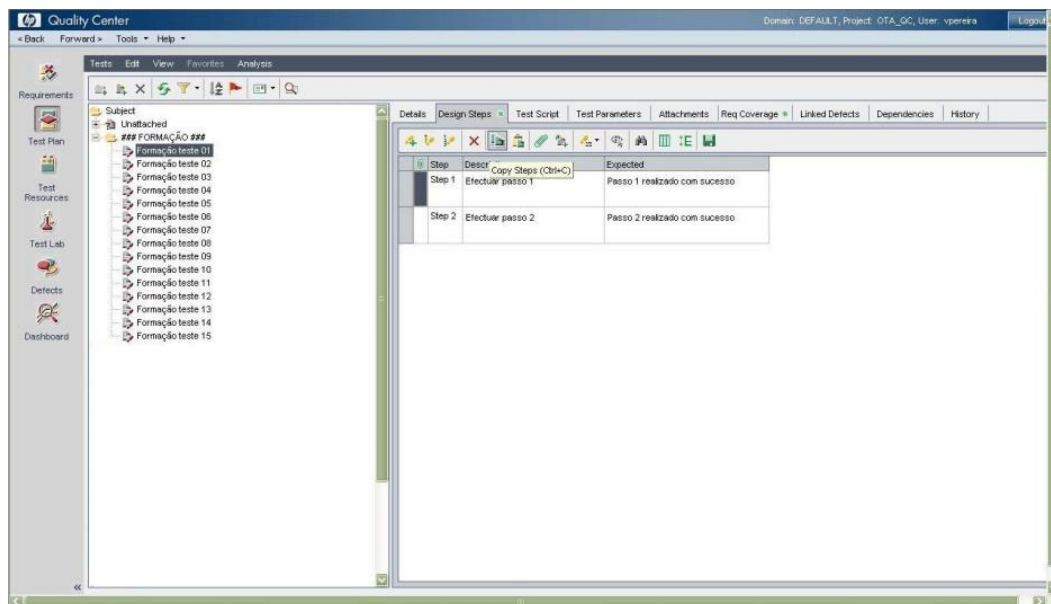 hp Quality Center
Domain: DEFAULT, Project: OTA_QC, User: vpereira
Logout
< Back Forward > Tools Help
Tests Edit View Favorites Analysis
Requirements
Test Plan
Test Resources
Test Lab
Defects
Dashboard
Subject
Unattached
### FORMAÇÃO ###
Formação teste 01
Formação teste 02
Formação teste 03
Formação teste 04
Formação teste 05
Formação teste 06
Formação teste 07
Formação teste 08
Formação teste 09
Formação teste 10
Formação teste 11
Formação teste 12
Formação teste 13
Formação teste 14
Formação teste 15
Details Design Steps Test Script Test Parameters Attachments Req Coverage Linked Defects Dependencies History
Step Expected
Copy Steps (Ctrl+C)
Step 1 Efectuar passo 1 Passo 1 realizado com sucesso
Step 2 Efectuar passo 2 Passo 2 realizado com sucesso